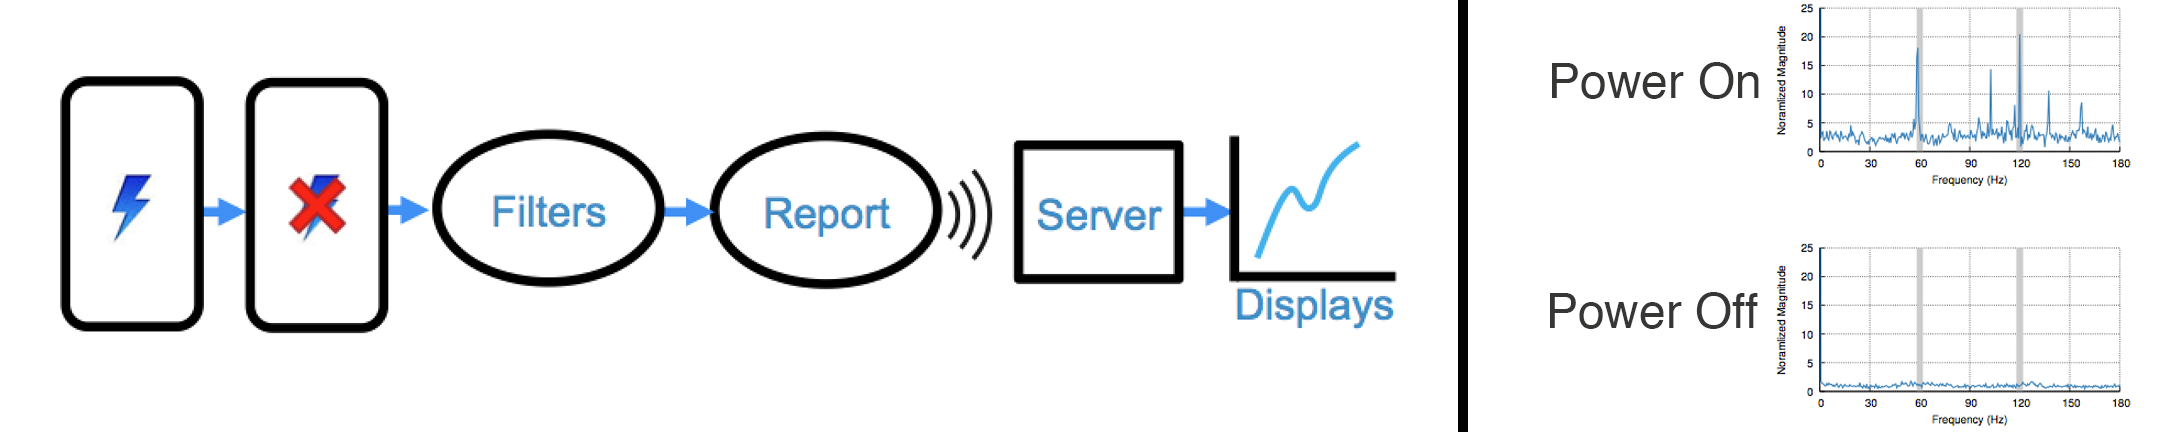 Filters
Report
Server
Displays
Power On
Noramlized Magnitude
25
20
15
10
5
0
0 30 60 90 120 150 180
Frequency (Hz)
Power Off
Noramlized Magnitude
25
20
15
10
5
0
0 30 60 90 120 150 180
Frequency (Hz)